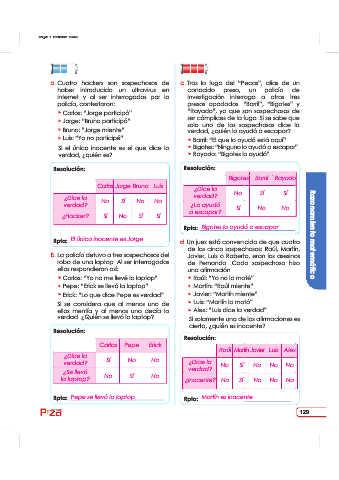 a Cuatro hackers son sospechosos de
haber introducido un ultravirus en
internet y al ser interrogados por la
policía, contestaron:
• Carlos: "Jorge participó"
• Jorge: "Bruno participó"
• Bruno: "Jorge miente"
• Luis: "Yo no participé"
Si el único inocente es el que dice la
verdad, ¿quién es?
Resolución:
Carlos Jorge Bruno Luis
¿Dice la verdad? No Sí No No
¿Hacker? Sí No Sí Sí
Rpta: El único inocente es Jorge
b La policía detuvo a tres sospechosos del
robo de una laptop. Al ser interrogados
ellos respondieron así:
• Carlos: "Yo no me llevé la laptop"
• Pepe: "Erick se llevó la laptop"
• Erick: "Lo que dice Pepe es verdad"
Si se considera que al menos uno de
ellos mentía y al menos uno decía la
verdad ¿Quién se llevó la laptop?
Resolución:
Carlos Pepe Erick
¿Dice la verdad? Sí No No
¿Se llevó la laptop? No Sí No
Rpta: Pepe se llevó la laptop
c Tras la fuga del "Pecas", alias de un
conocido preso, un policía de
investigación interroga a otros tres
presos apodados "Barril", "Bigotes" y
"Rayado", ya que son sospechosos de
ser cómplices de la fuga. Si se sabe que
solo uno de los sospechosos dice la
verdad, ¿quién lo ayudó a escapar?
• Barril: "El que lo ayudó está aquí"
• Bigotes: "Ninguno lo ayudó a escapar"
• Rayado: "Bigotes lo ayudó"
Resolución:
Bigotes Barril Rayado
¿Dice la verdad? No Sí Sí
¿Lo ayudó a escapar? Sí No No
Rpta: Bigotes lo ayudó a escapar
d Un juez está convencido de que cuatro
de los cinco sospechosos: Raúl, Martín,
Javier, Luis o Roberto, eran los asesinos
de Fernando. Cada sospechoso hizo
una afirmación
• Raúl: "Yo no lo maté"
• Martín: "Raúl miente"
• Javier: "Martín miente"
• Luis: "Martín lo mató"
• Alex: "Luis dice la verdad"
Si solamente una de las afirmaciones es
cierta, ¿quién es inocente?
Resolución:
Raúl Martín Javier Luis Alex
¿Dice la verdad? No Sí No No No
¿Inocente? No Sí No No No
Rpta: Martín es inocente
Razonamiento matemático
129